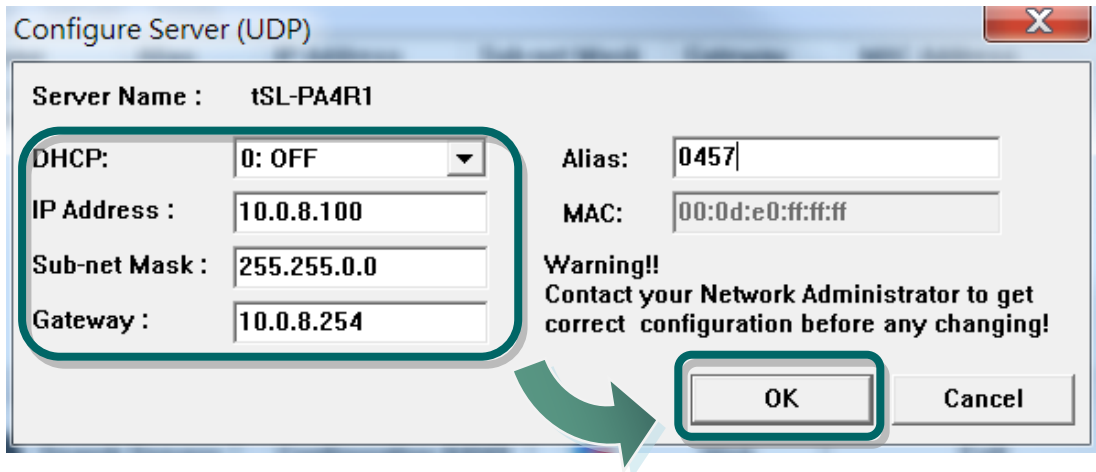 Configure Server (UDP)
X
Server Name : tSL-PA4R1
DHCP: 0: OFF
Alias: 0457
IP Address : 10.0.8.100
MAC: 00:0d:e0:ff:ff:ff
Sub-net Mask : 255.255.0.0
Gateway : 10.0.8.254
Warning!!
Contact your Network Administrator to get
correct configuration before any changing!
OK
Cancel